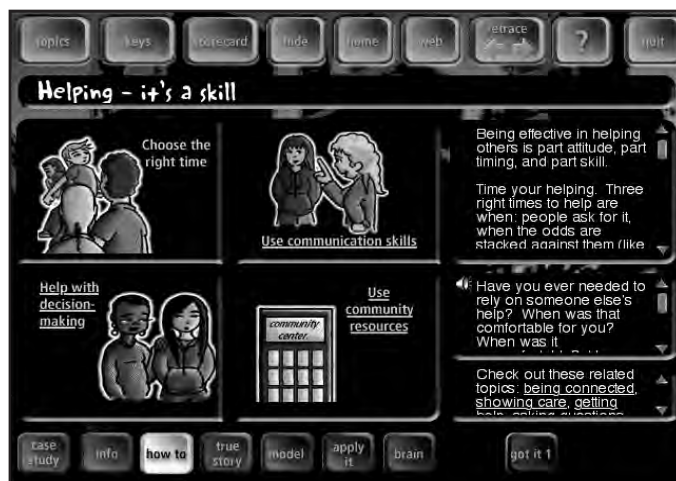 topics
keys
scorecard
hide
home
web
retrace
?
quit
Helping - it's a skill
Choose the
right time
Use communication skills
Help with
decision-
making
Use
community
resources
community
center
Being effective in helping
others is part attitude, part
timing, and part skill.
Time your helping. Three
right times to help are
when: people ask for it,
when the odds are
stacked against them (like
Have you ever needed to
rely on someone else's
help? When was that
comfortable for you?
When was it
Check out these related
topics: being connected,
showing care, getting
help, asking questions
case
study
info
how to
true
story
model
apply
it
brain
got it 1